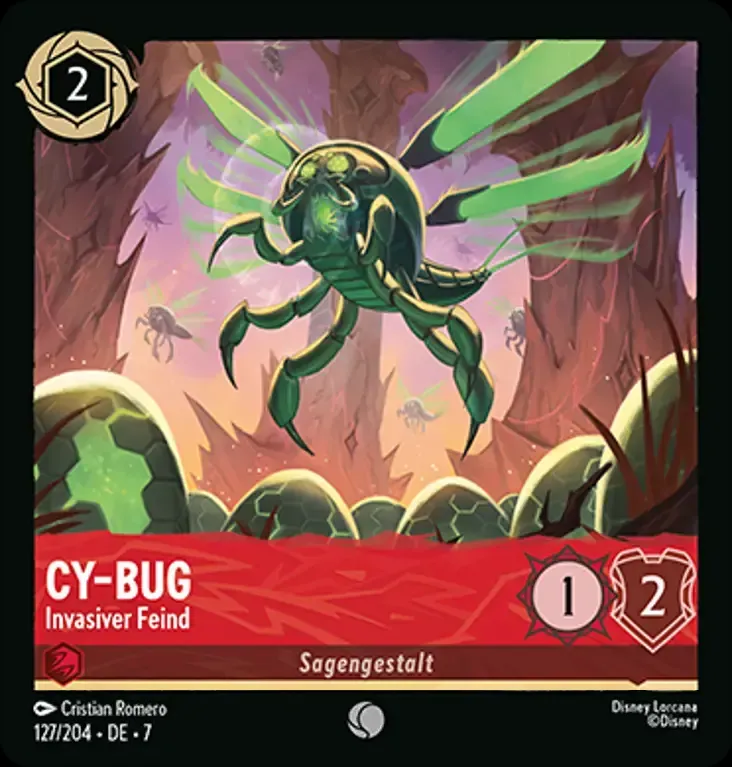 2
CY-BUG
Invasiver Feind
1
2
Sagengestalt
Cristian Romero
127/204 • DE • 7
Disney Lorcana
©Disney